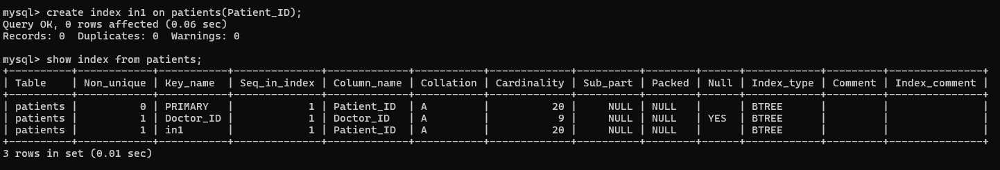 mysql> create index in1 on patients(Patient_ID);
Query OK, 0 rows affected (0.06 sec)
Records: 0  Duplicates: 0  Warnings: 0

mysql> show index from patients;
+----------+------------+-----------+--------------+-------------+-----------+-------------+----------+--------+------+------------+---------+---------------+
| Table    | Non_unique | Key_name  | Seq_in_index | Column_name | Collation | Cardinality | Sub_part | Packed | Null | Index_type | Comment | Index_comment |
+----------+------------+-----------+--------------+-------------+-----------+-------------+----------+--------+------+------------+---------+---------------+
| patients |          0 | PRIMARY   |            1 | Patient_ID  | A         |          20 |     NULL | NULL   |      | BTREE      |         |               |
| patients |          1 | Doctor_ID |            1 | Doctor_ID   | A         |           9 |     NULL | NULL   | YES  | BTREE      |         |               |
| patients |          1 | in1       |            1 | Patient_ID  | A         |          20 |     NULL | NULL   |      | BTREE      |         |               |
+----------+------------+-----------+--------------+-------------+-----------+-------------+----------+--------+------+------------+---------+---------------+
3 rows in set (0.01 sec)